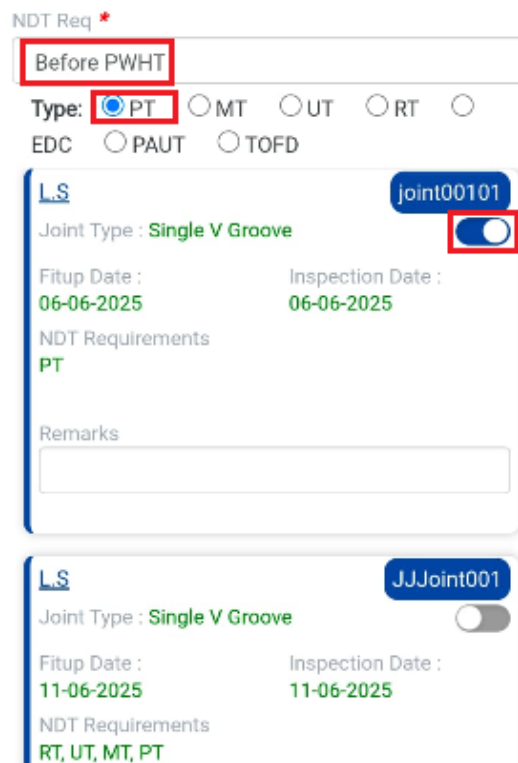 NDT Req *
Before PWHT
Type: PT MT UT RT
EDC PAUT TOFD
L.S joint00101
Joint Type : Single V Groove
Fitup Date : Inspection Date :
06-06-2025 06-06-2025
NDT Requirements
PT
Remarks
L.S JJJoint001
Joint Type : Single V Groove
Fitup Date : Inspection Date :
11-06-2025 11-06-2025
NDT Requirements
RT, UT, MT, PT